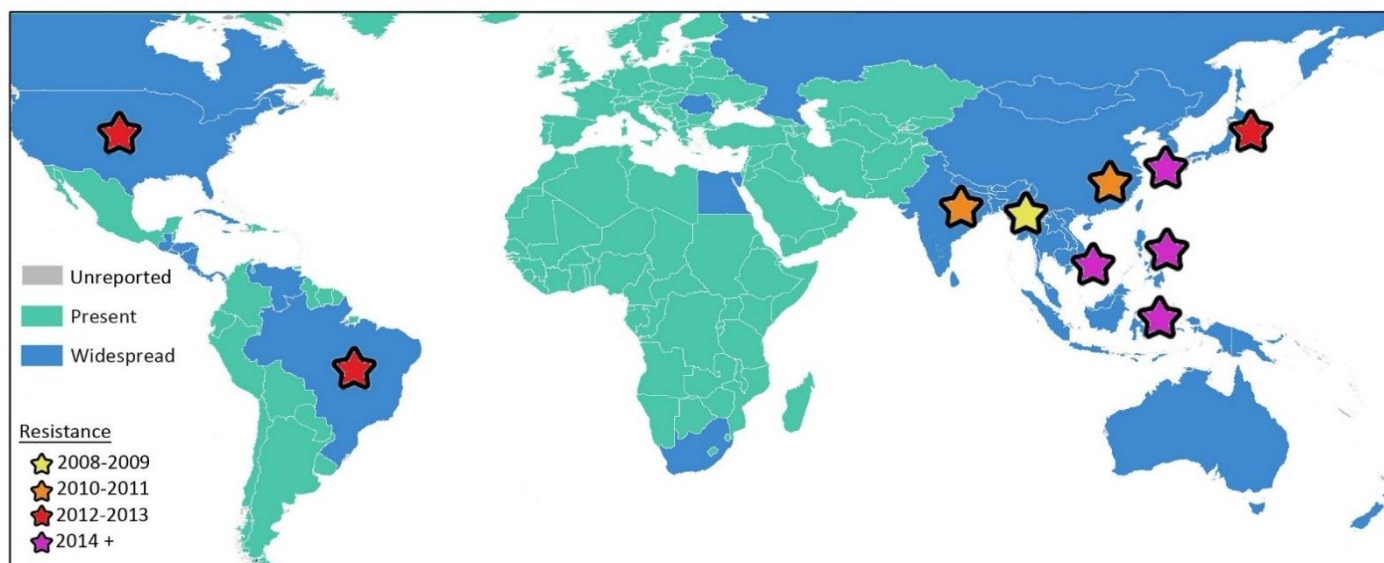 Unreported
Present
Widespread
Resistance
2008-2009
2010-2011
2012-2013
2014 +